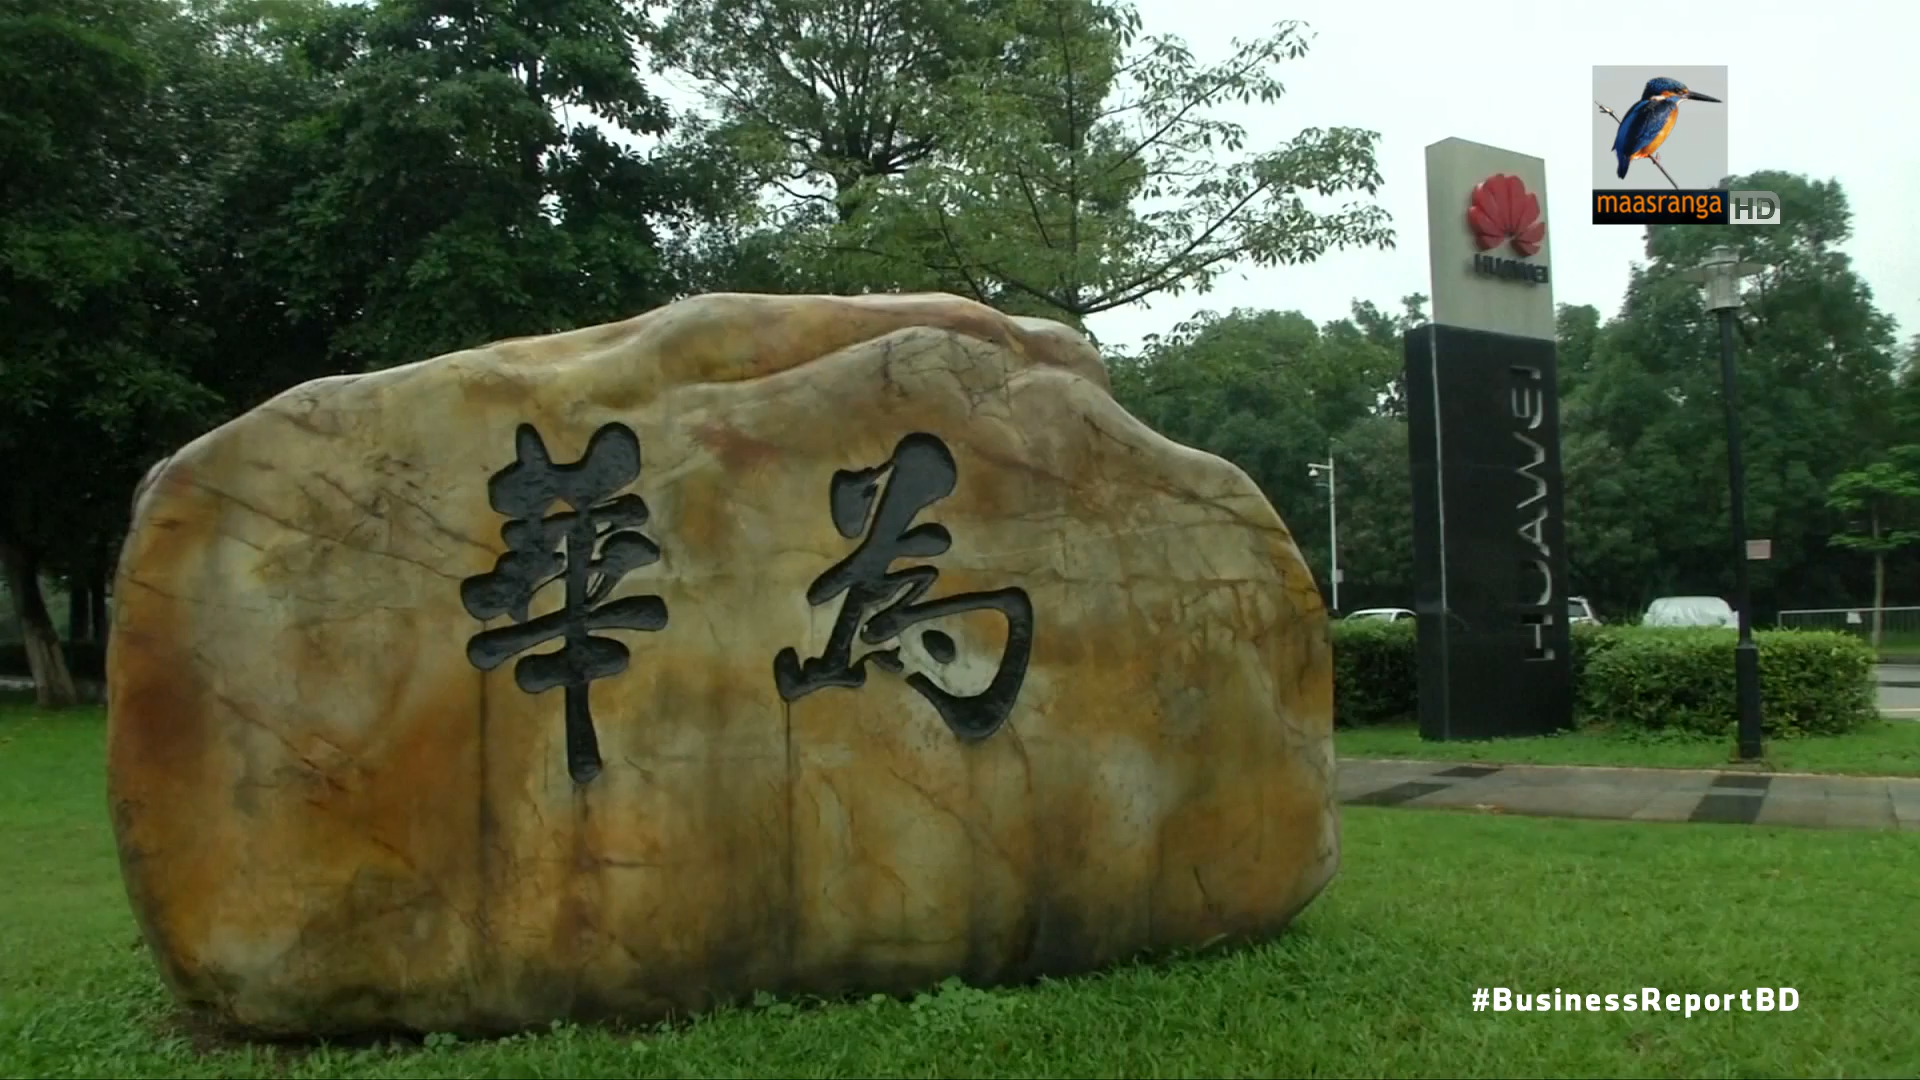 maasranga HD
HUAWEI
HUAWEI
華為
#BusinessReportBD